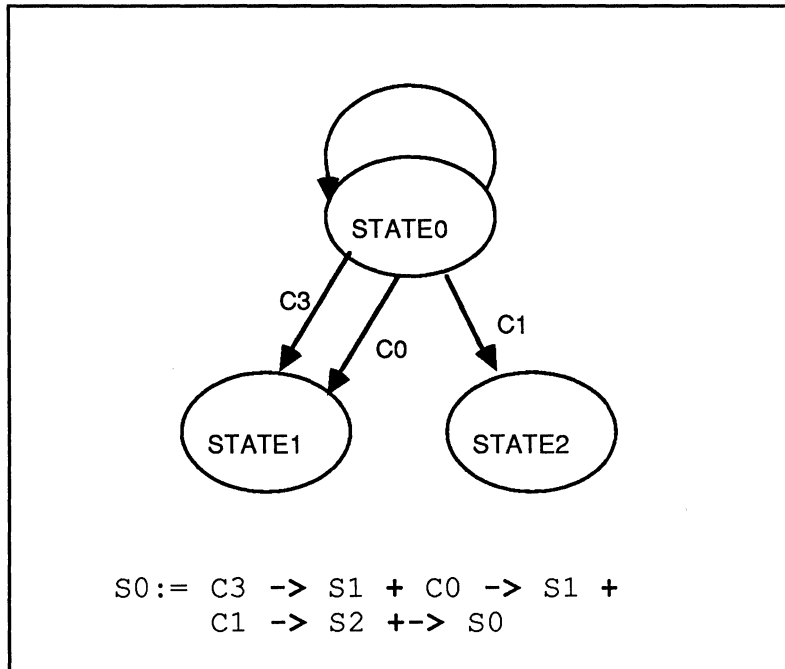 STATE0
C3
C0
C1
STATE1
STATE2
S0:= C3 -> S1 + C0 -> S1 +
C1 -> S2 +-> S0